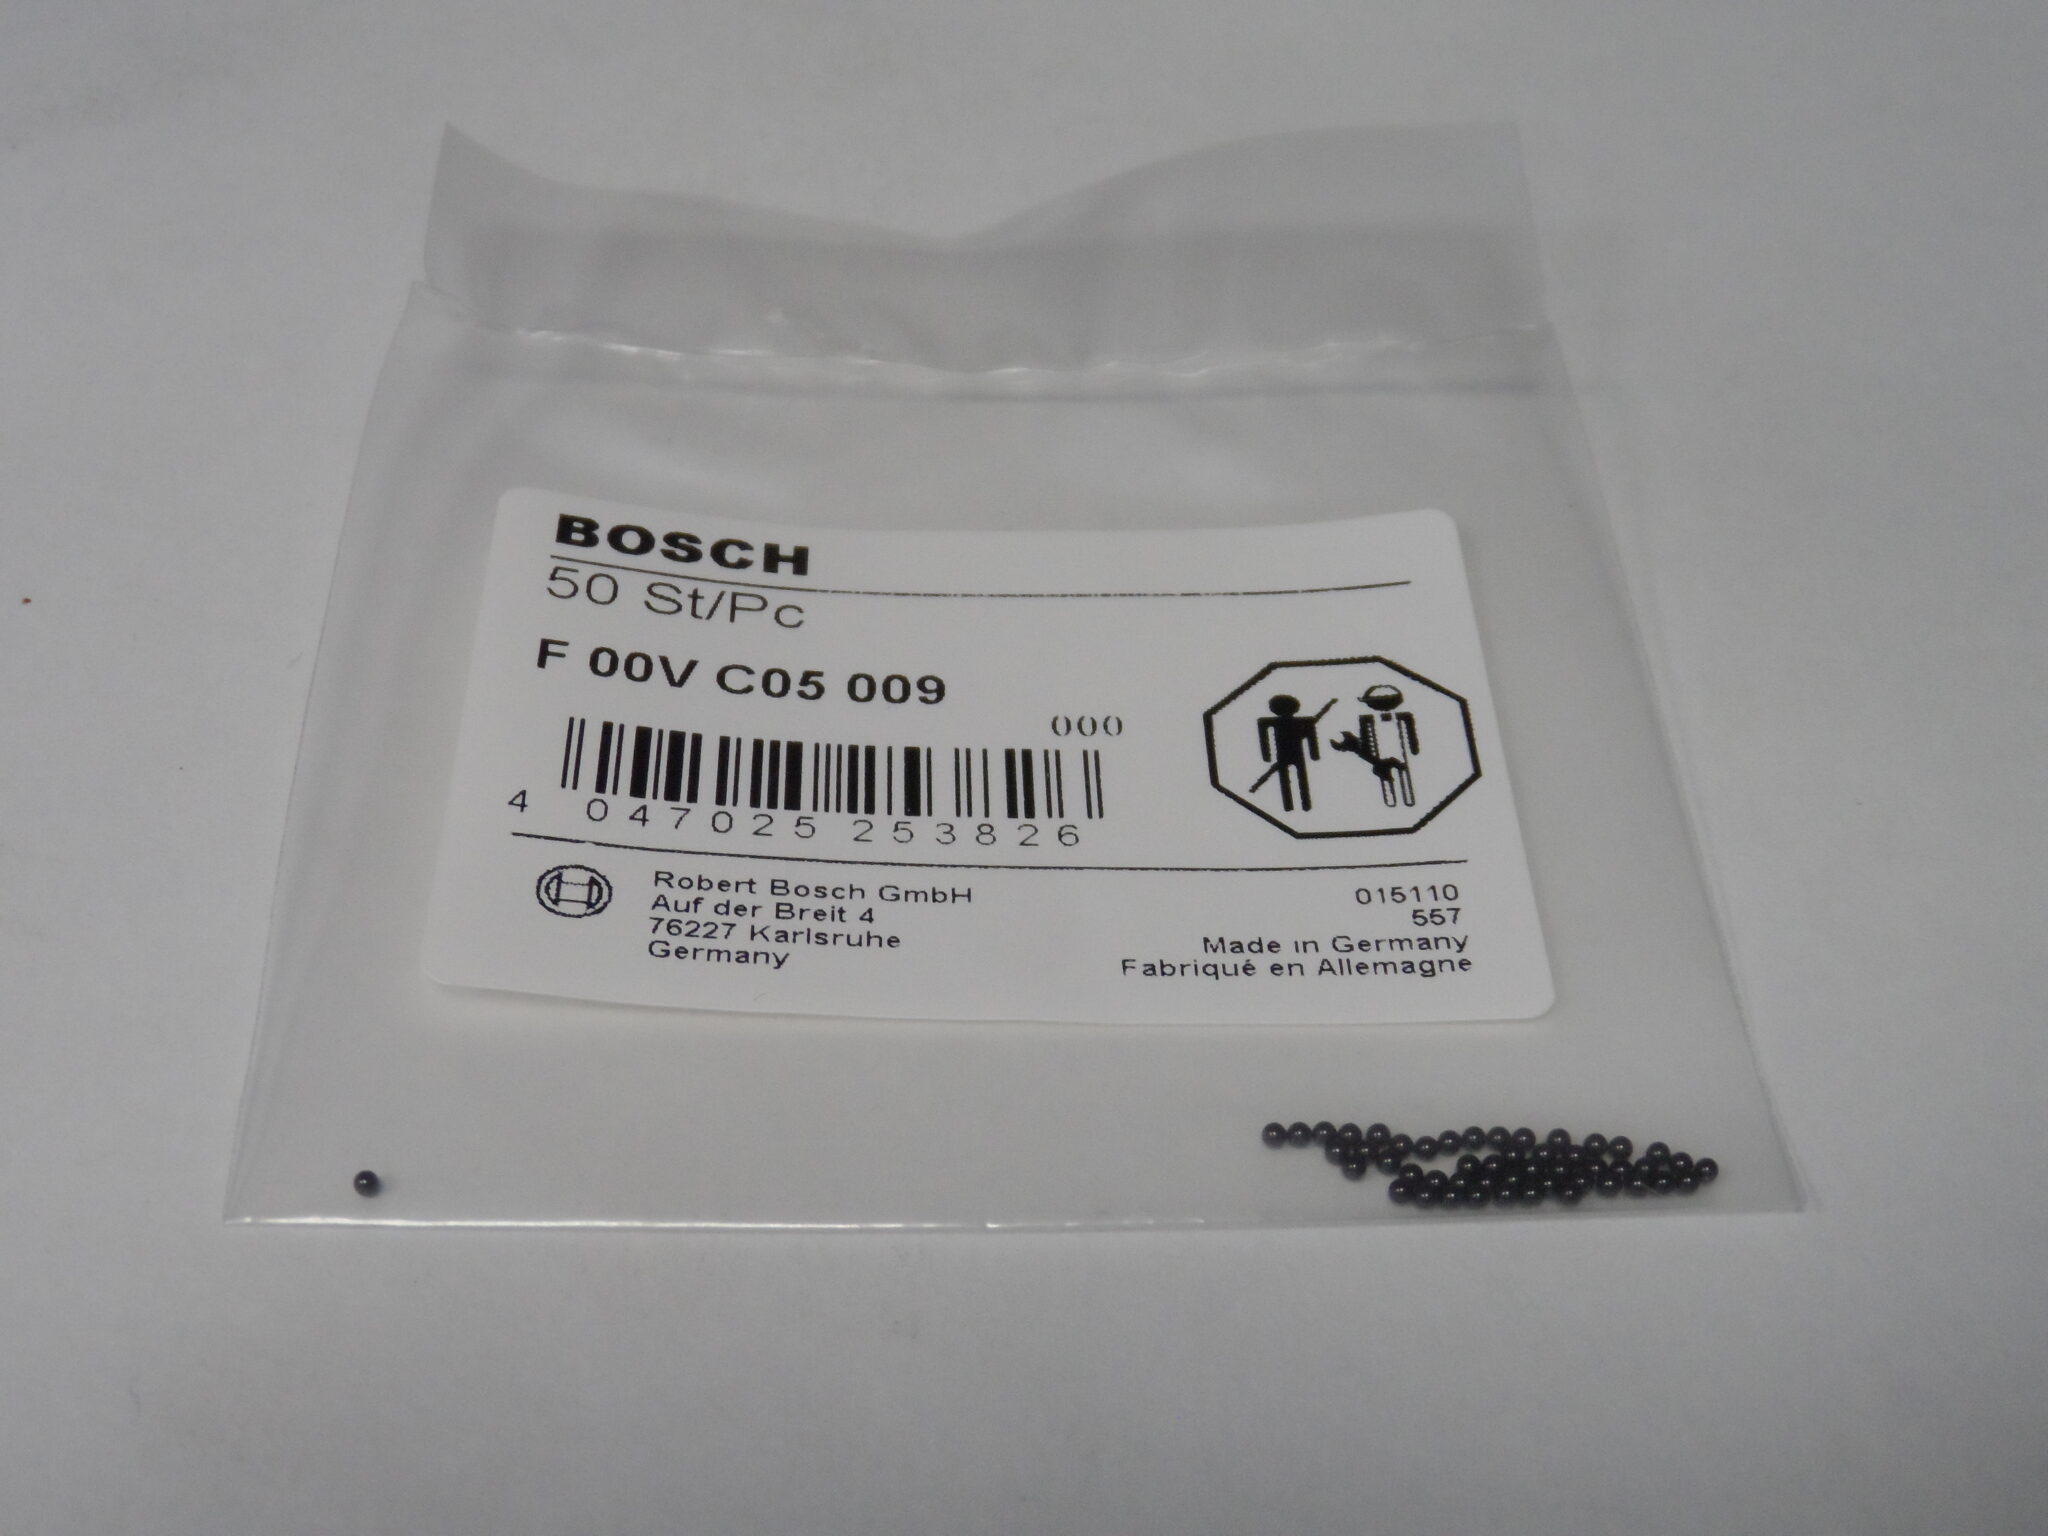 BOSCH
50 St/Pc
F 00V C05 009
000
4 047025 253826
Robert Bosch GmbH
Auf der Breit 4
76227 Karlsruhe
Germany
015110
557
Made in Germany
Fabriqué en Allemagne